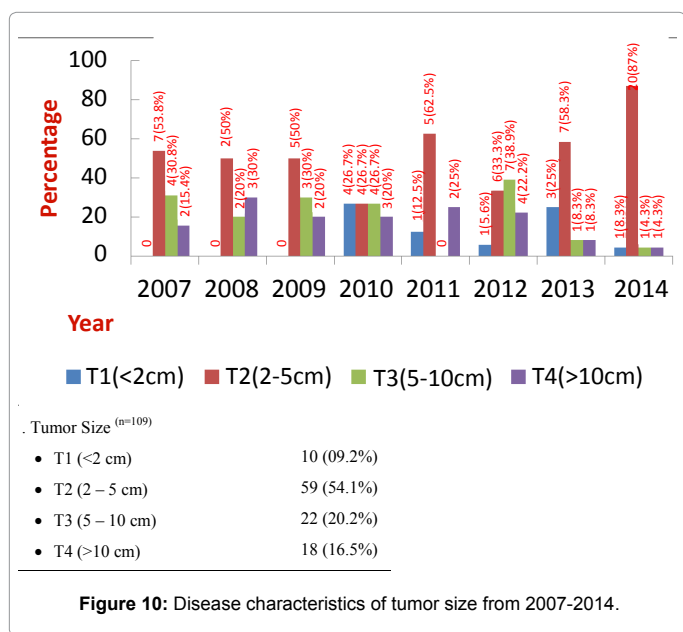 100
80
60
40
20
0
Percentage
0 7(53.8%) 4(30.8%) 2(15.4%)
0 2(50%) 2(20%) 3(30%)
0 5(50%) 3(30%) 2(20%)
4(26.7%) 4(26.7%) 4(26.7%) 3(20%)
1(12.5%) 5(62.5%) 0 2(25%)
1(5.6%) 6(33.3%) 7(38.9%) 4(22.2%)
3(25%) 7(58.3%) 1(8.3%) 1(8.3%)
1(8.3%) 20(87%) 1(4.3%) 1(4.3%)
2007 2008 2009 2010 2011 2012 2013 2014
Year
T1(<2cm) T2(2-5cm) T3(5-10cm) T4(>10cm)
. Tumor Size (n=109)
• T1 (<2 cm) 10 (09.2%)
• T2 (2 – 5 cm) 59 (54.1%)
• T3 (5 – 10 cm) 22 (20.2%)
• T4 (>10 cm) 18 (16.5%)
Figure 10: Disease characteristics of tumor size from 2007-2014.